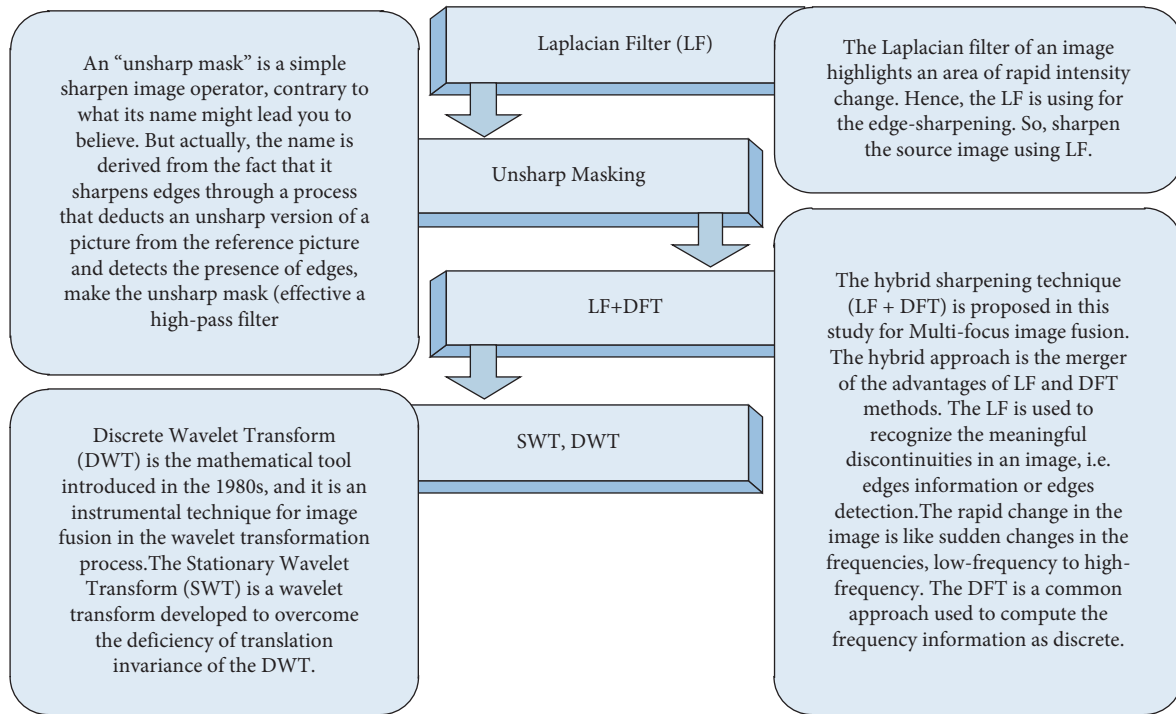 Laplacian Filter (LF)
The Laplacian filter of an image
highlights an area of rapid intensity
change. Hence, the LF is using for
the edge-sharpening. So, sharpen
the source image using LF.
An “unsharp mask” is a simple
sharpen image operator, contrary to
what its name might lead you to
believe. But actually, the name is
derived from the fact that it
sharpens edges through a process
that deducts an unsharp version of a
picture from the reference picture
and detects the presence of edges,
make the unsharp mask (effective a
high-pass filter
Unsharp Masking
LF+DFT
The hybrid sharpening technique
(LF + DFT) is proposed in this
study for Multi-focus image fusion.
The hybrid approach is the merger
of the advantages of LF and DFT
methods. The LF is used to
recognize the meaningful
discontinuities in an image, i.e.
edges information or edges
detection.The rapid change in the
image is like sudden changes in the
frequencies, low-frequency to high-
frequency. The DFT is a common
approach used to compute the
frequency information as discrete.
SWT, DWT
Discrete Wavelet Transform
(DWT) is the mathematical tool
introduced in the 1980s, and it is an
instrumental technique for image
fusion in the wavelet transformation
process.The Stationary Wavelet
Transform (SWT) is a wavelet
transform developed to overcome
the deficiency of translation
invariance of the DWT.